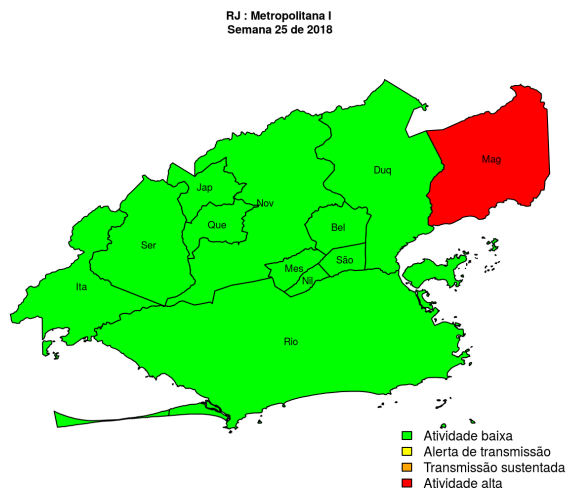 RJ : Metropolitana I
Semana 25 de 2018
Mag
Duq
Jap
Nov
Que
Bel
Ser
São
Mes
Nil
Ita
Rio
Atividade baixa
Alerta de transmissão
Transmissão sustentada
Atividade alta